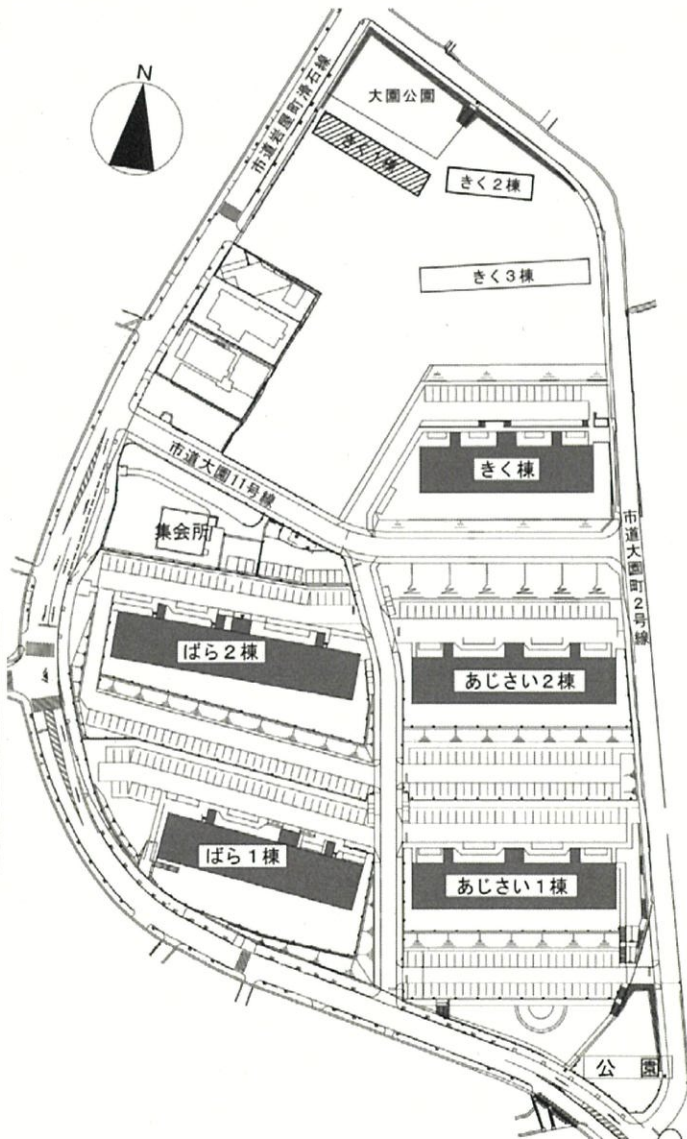 N
大園公園
市道岩屋町滑石線
きく1棟
きく2棟
きく3棟
きく棟
市道大園11号線
集会所
市道大園町2号線
ばら2棟
あじさい2棟
ばら1棟
あじさい1棟
公園